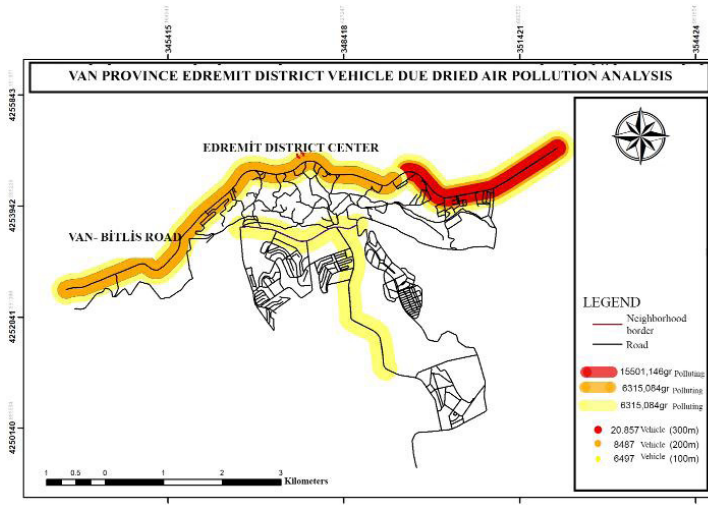 345415 348418 351421 354424
VAN PROVINCE EDREMIT DISTRICT VEHICLE DUE DRIED AIR POLLUTION ANALYSIS
4255843
EDREMİT DISTRICT CENTER
4253942
VAN- BİTLİS ROAD
4252041
4250140
LEGEND
Neighborhood
border
Road
15501,146gr Polluting
6315,084gr Polluting
6315,084gr Polluting
20.857 Vehicle (300m)
8487 Vehicle (200m)
6497 Vehicle (100m)
1 0.5 0 1 2 3
Kilometers